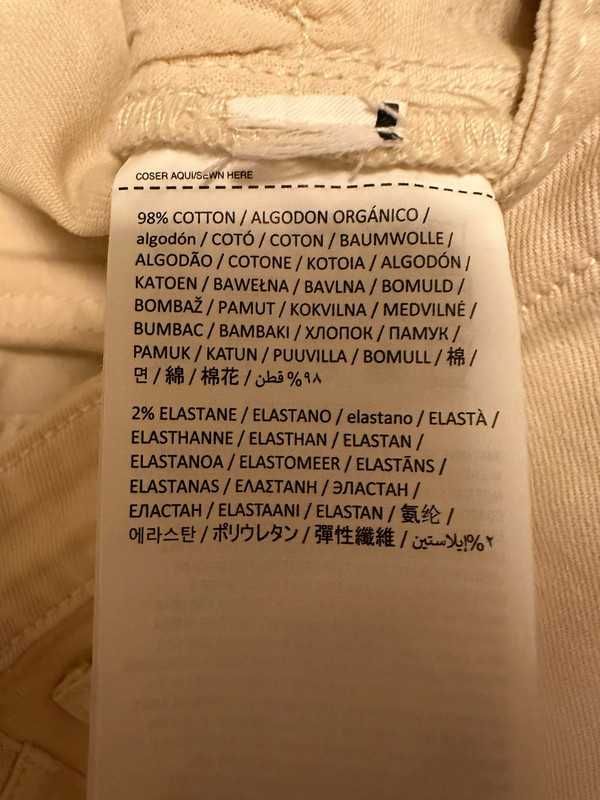 COSER AQUI/SEWN HERE
98% COTTON / ALGODON ORGÁNICO /
algodón / COTÓ / COTON / BAUMWOLLE /
ALGODÃO / COTONE / KOTOIA / ALGODÓN /
KATOEN / BAWEŁNA / BAVLNA / BOMULD /
BOMBAŽ / PAMUT / KOKVILNA / MEDVILNĖ /
BUMBAC / BAMBAKI / ХЛОПОК / ПАМУК /
PAMUK / KATUN / PUUVILLA / BOMULL / 棉 /
면 / 綿 / 棉花 / ٩٨% قطن
2% ELASTANE / ELASTANO / elastano / ELASTÀ /
ELASTHANNE / ELASTHAN / ELASTAN /
ELASTANOA / ELASTOMEER / ELASTĀNS /
ELASTANAS / ΕΛΑΣΤΑΝΗ / ЭЛАСТАН /
ЕЛАСТАН / ELASTAANI / ELASTAN / 氨纶 /
에라스탄 / ポリウレタン / 彈性纖維 / ٢%إيلاستين